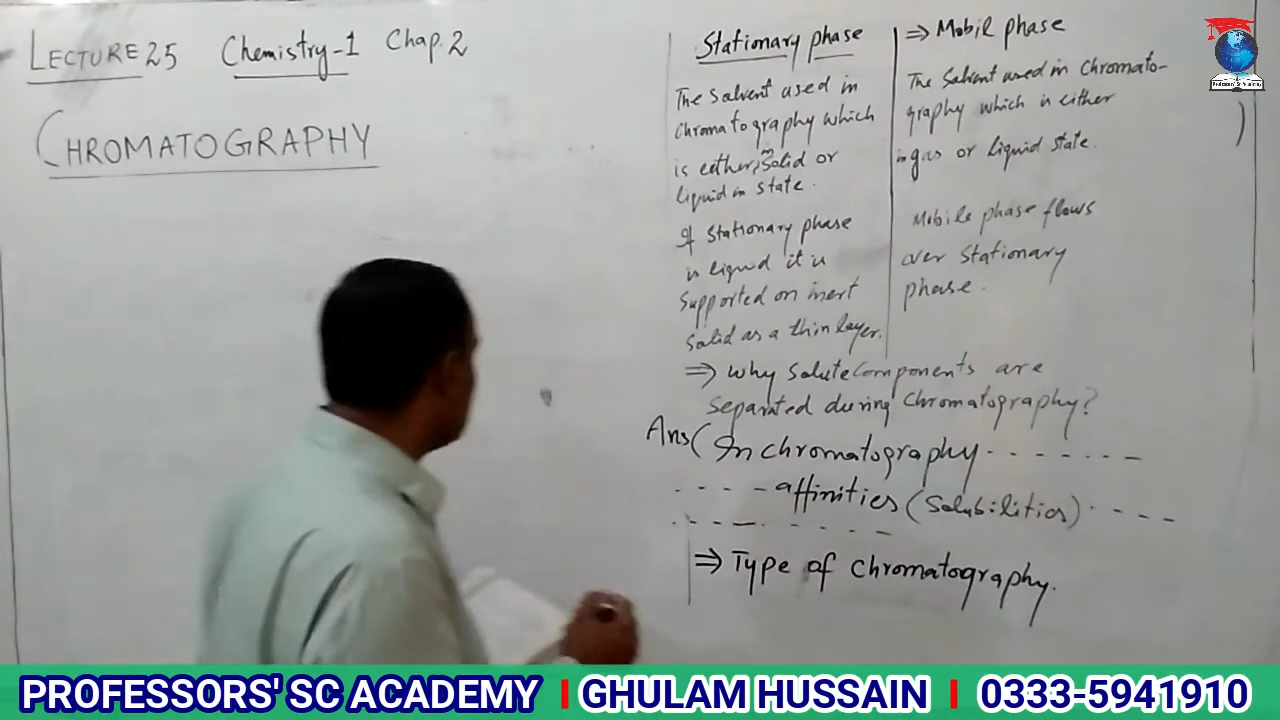 LECTURE 25 Chemistry-1 Chap. 2
CHROMATOGRAPHY
Stationary phase
The Solvent used in
Chromatography which
is either in Solid or
liquid in state.
If Stationary phase
is liquid it is
Supported on inert
Solid as a thin layer.
⇒ Mobil phase
The Solvent used in Chromato-
graphy which is either
in gas or liquid state.
Mobile phase flows
over Stationary
phase.
⇒ Why Solute Components are
Separated during Chromatography?
Ans( In chromatography - - - - - - -
- - - - - affinities (Solubilities) - - - -
- - - - - - - - -
⇒ Type of Chromatography.
PROFESSORS' SC ACADEMY | GHULAM HUSSAIN | 0333-5941910